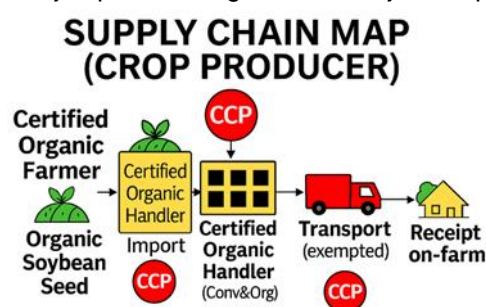 SUPPLY CHAIN MAP
(CROP PRODUCER)
Certified
Organic
Farmer
Organic
Soybean
Seed
Certified
Organic
Handler
Import
CCP
CCP
Certified
Organic
Handler
(Conv&Org)
Transport
(exempted)
CCP
Receipt
on-farm